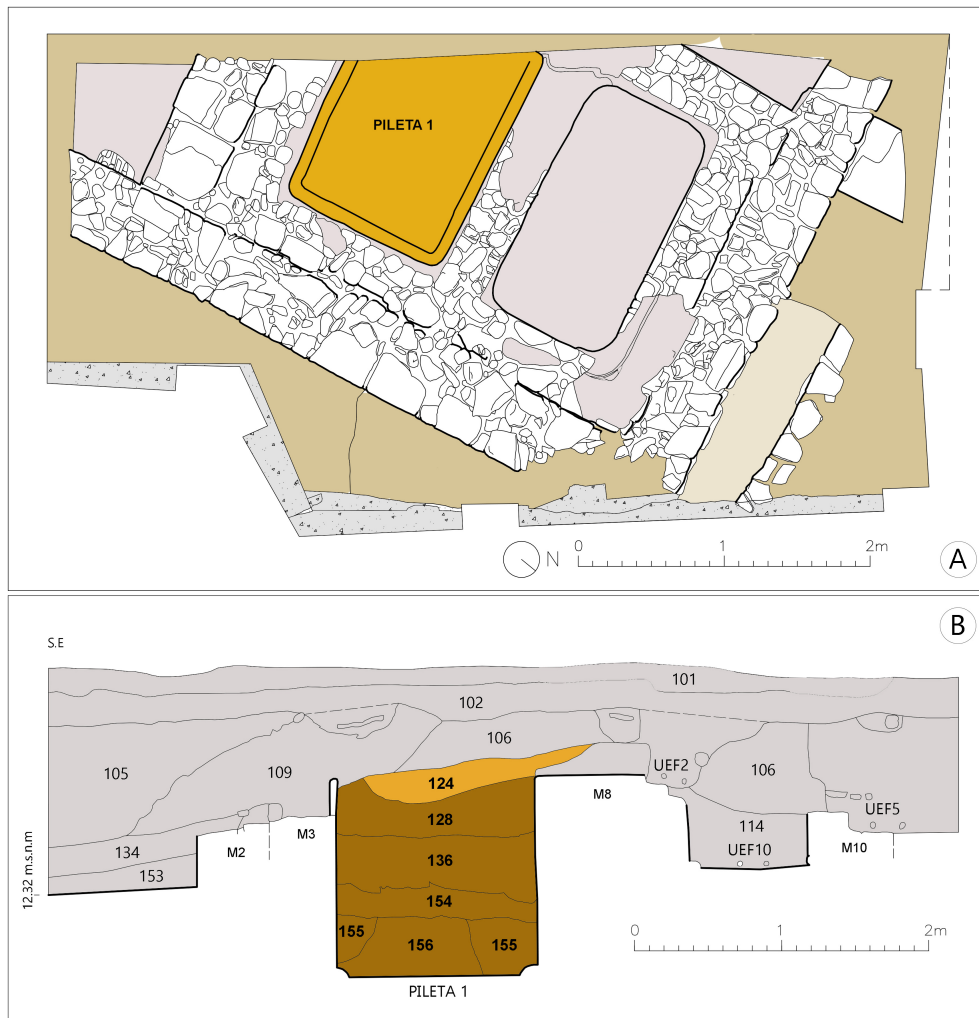 PILETA 1
0 1 2m
N
A
B
S.E
101
102
106
105
109
124
UEF2
106
128
M8
UEF5
114
134
M2
M3
136
UEF10
M10
153
12.32 m.s.n.m
154
155
156
155
0 1 2m
PILETA 1